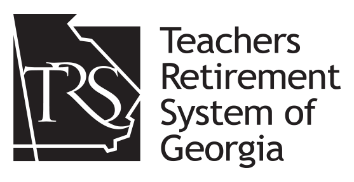 TRS
Teachers
Retirement
System of
Georgia